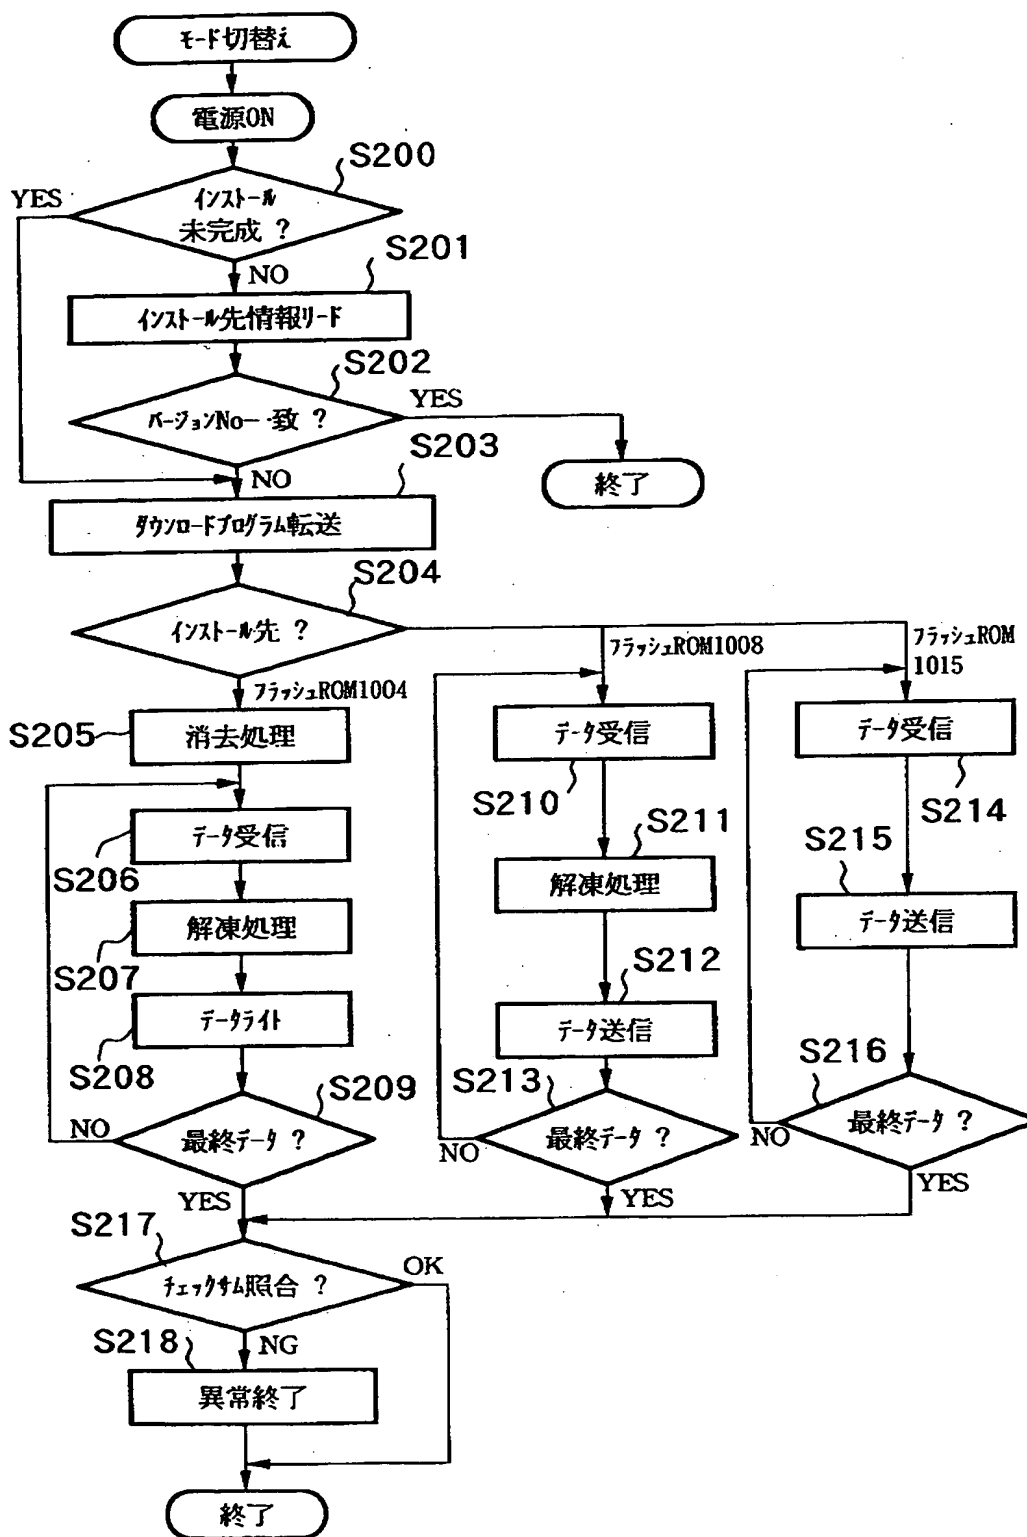 モード切替え
電源ON
S200
YES
インストール
未完成 ?
S201
NO
インストール先情報リード
S202
YES
バージョンNo一致 ?
S203
NO
終了
ダウンロードプログラム転送
S204
インストール先 ?
フラッシュROM1008
フラッシュROM
1015
フラッシュROM1004
S205
消去処理
データ受信
データ受信
S210
S214
データ受信
S206
S211
S215
解凍処理
解凍処理
データ送信
S207
S212
データライト
データ送信
S208
S209
S213
S216
NO
最終データ ?
NO
最終データ ?
NO
最終データ ?
YES
YES
YES
S217
チェックサム照合 ?
OK
S218
NG
異常終了
終了